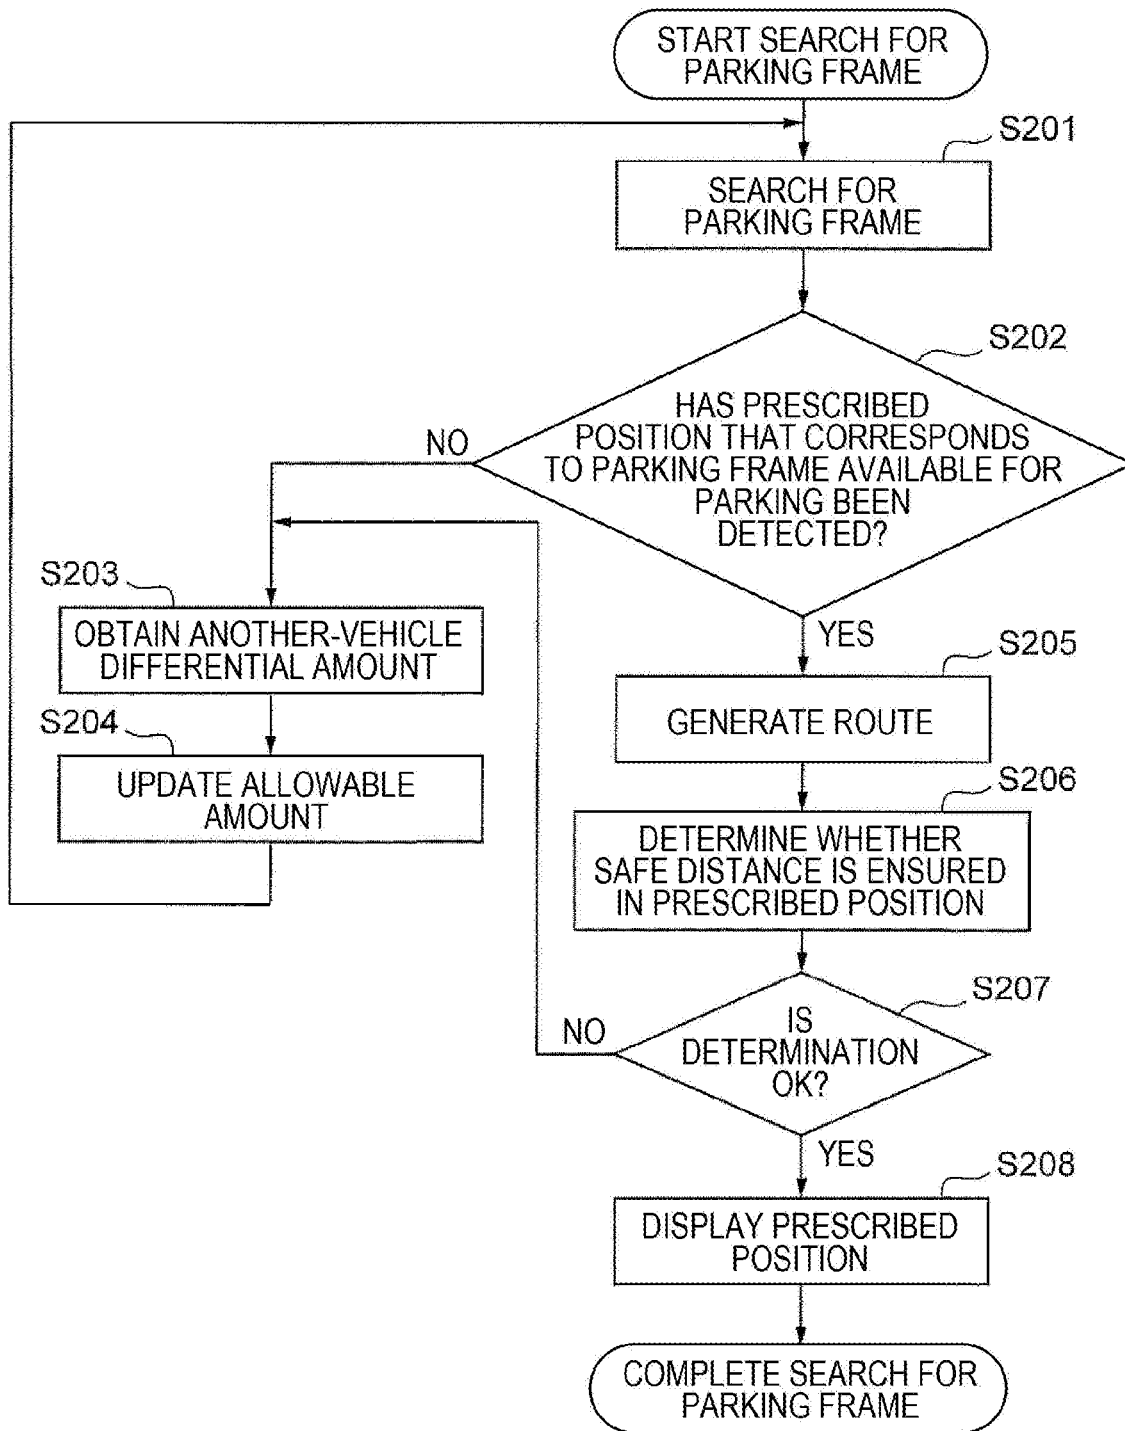 START SEARCH FOR
PARKING FRAME
S201
SEARCH FOR
PARKING FRAME
S202
HAS PRESCRIBED
POSITION THAT CORRESPONDS
TO PARKING FRAME AVAILABLE FOR
PARKING BEEN
DETECTED?
NO
YES
S203
OBTAIN ANOTHER-VEHICLE
DIFFERENTIAL AMOUNT
S204
UPDATE ALLOWABLE
AMOUNT
S205
GENERATE ROUTE
S206
DETERMINE WHETHER
SAFE DISTANCE IS ENSURED
IN PRESCRIBED POSITION
S207
IS
DETERMINATION
OK?
NO
YES
S208
DISPLAY PRESCRIBED
POSITION
COMPLETE SEARCH FOR
PARKING FRAME